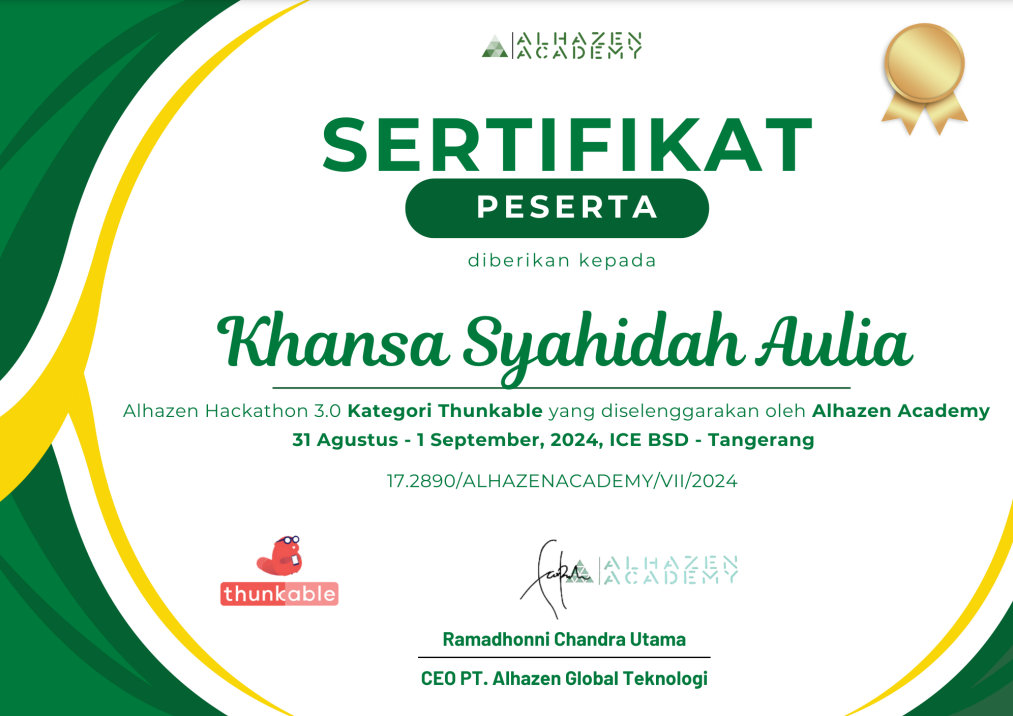 ALHAZEN
ACADEMY
SERTIFIKAT
PESERTA
diberikan kepada
Khansa Syahidah Aulia
Alhazen Hackathon 3.0 Kategori Thunkable yang diselenggarakan oleh Alhazen Academy
31 Agustus - 1 September, 2024, ICE BSD - Tangerang
17.2890/ALHAZENACADEMY/VII/2024
thunkable
ALHAZEN
ACADEMY
Ramadhonni Chandra Utama
CEO PT. Alhazen Global Teknologi